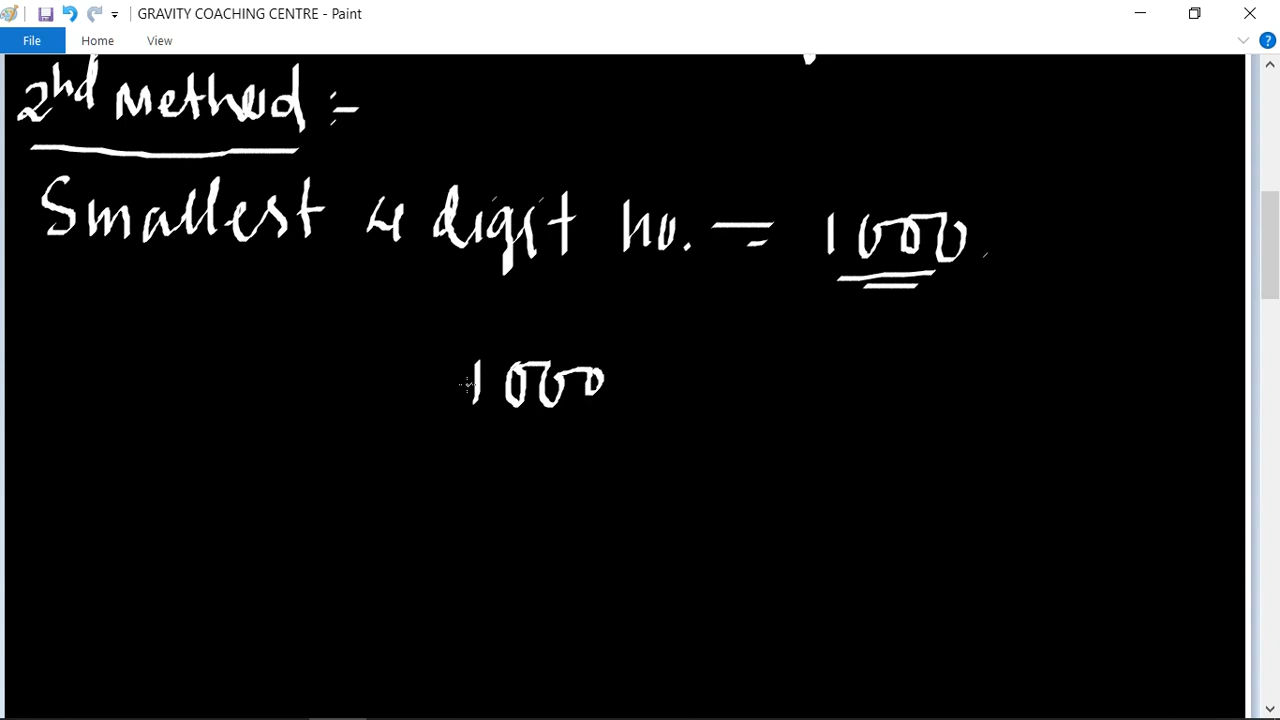 GRAVITY COACHING CENTRE - Paint
File Home View
2nd Method :-
Smallest 4 digit no. = 1000.
1000